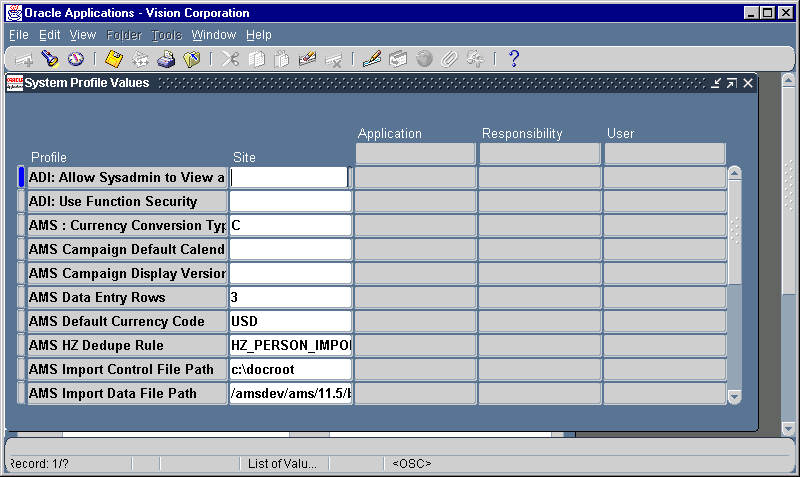 Oracle Applications - Vision Corporation
File Edit View Folder Tools Window Help
System Profile Values
Application Responsibility User
Profile Site
ADI: Allow Sysadmin to View a
ADI: Use Function Security
AMS : Currency Conversion Typ C
AMS Campaign Default Calend
AMS Campaign Display Version
AMS Data Entry Rows 3
AMS Default Currency Code USD
AMS HZ Dedupe Rule HZ_PERSON_IMPO
AMS Import Control File Path c:\docroot
AMS Import Data File Path /amsdev/ams/11.5/
Record: 1/? List of Valu... <OSC>